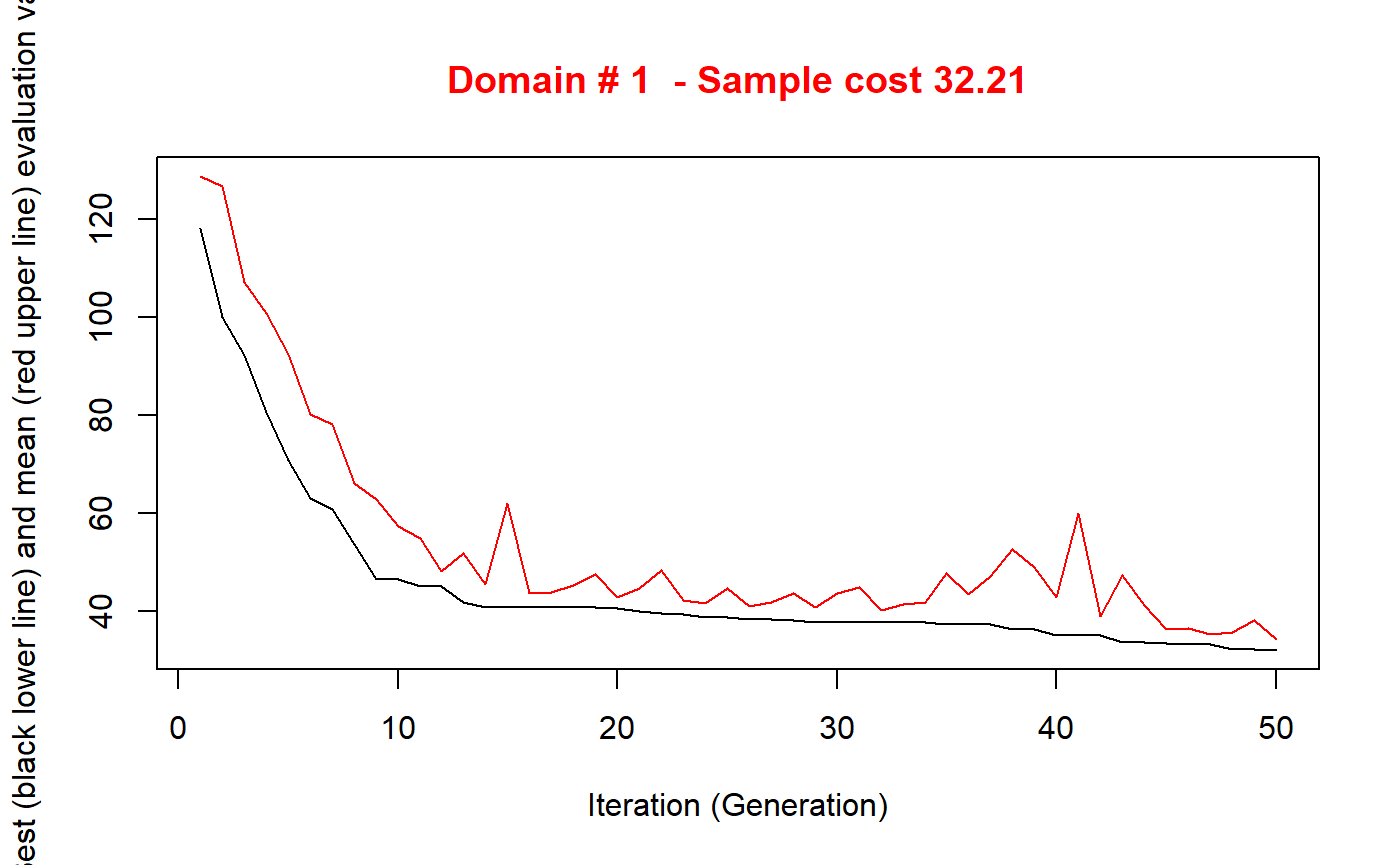 Domain # 1  - Sample cost 32.21
est (black lower line) and mean (red upper line) evaluation va
120
100
80
60
40
0 10 20 30 40 50
Iteration (Generation)